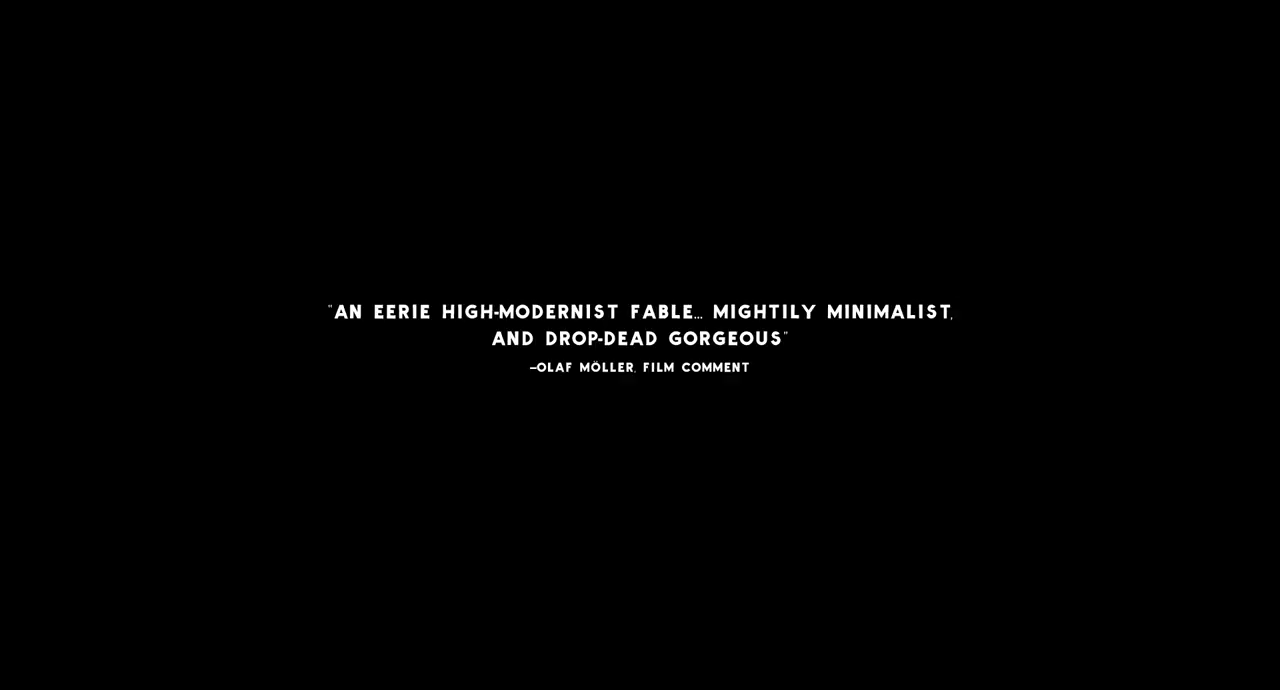 "AN EERIE HIGH-MODERNIST FABLE... MIGHTILY MINIMALIST,
AND DROP-DEAD GORGEOUS"
–OLAF MÖLLER, FILM COMMENT